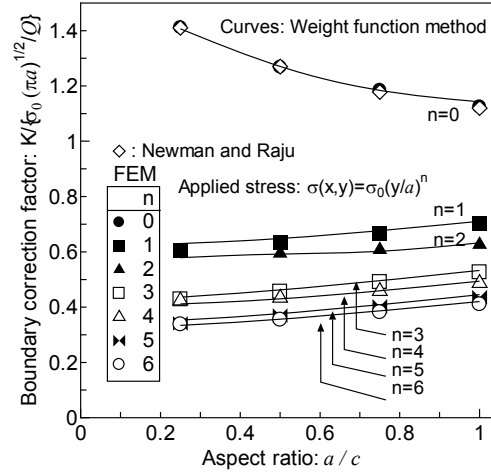 Boundary correction factor: K/{σ₀(πa)^{1/2}/Q}
1.4
1.2
1
0.8
0.6
0.4
0.2
0
Curves: Weight function method
n=0
◇: Newman and Raju
FEM
n
0
1
2
3
4
5
6
Applied stress: σ(x,y)=σ₀(y/a)ⁿ
n=1
n=2
n=3
n=4
n=5
n=6
0 0.2 0.4 0.6 0.8 1
Aspect ratio: a/c